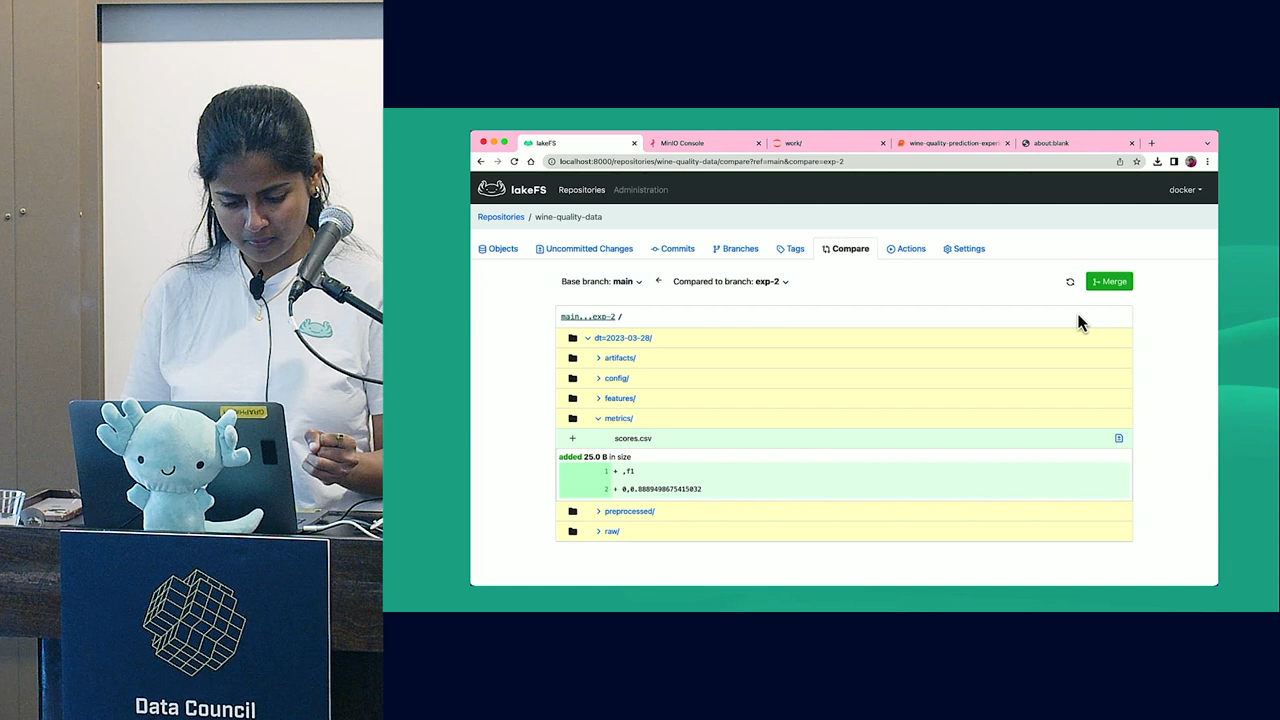 lakeFS
MinIO Console
work/
wine-quality-prediction-experi
about:blank
localhost:8000/repositories/wine-quality-data/compare?ref=main&compare=exp-2
lakeFS
Repositories
Administration
docker
Repositories / wine-quality-data
Objects
Uncommitted Changes
Commits
Branches
Tags
Compare
Actions
Settings
Base branch: main
Compared to branch: exp-2
Merge
main...exp-2 /
dt=2023-03-28/
artifacts/
config/
features/
metrics/
+ scores.csv
added 25.0 B in size
1 + ,f1
2 + 0,0.8889498675415032
preprocessed/
raw/
Data Council